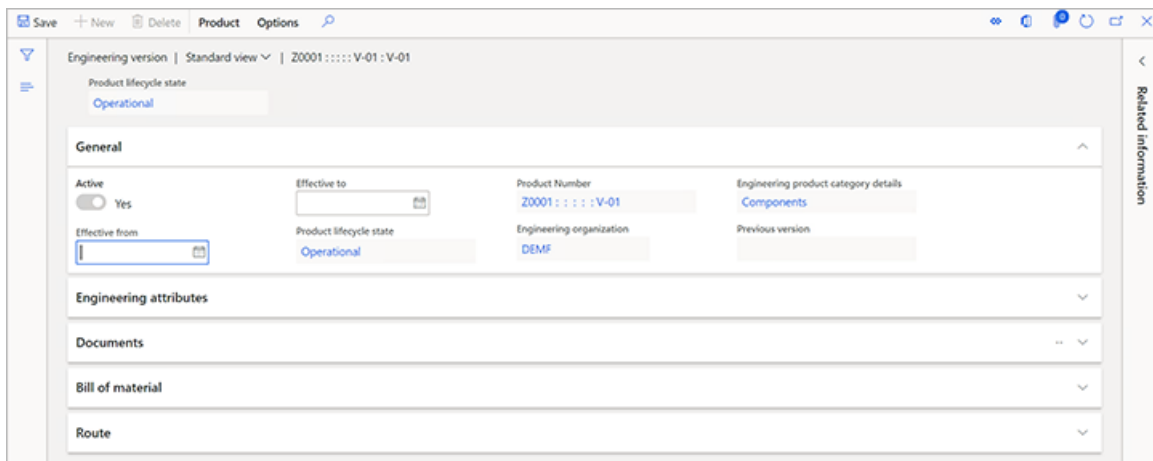 Save New Delete Product Options 0
Engineering version | Standard view | Z0001 : : : : : V-01 : V-01
Product lifecycle state
Operational
Related information
General
Active Effective to Product Number Engineering product category details
Yes Z0001 : : : : : V-01 Components
Effective from Product lifecycle state Engineering organization Previous version
Operational DEMF
Engineering attributes
Documents --
Bill of material
Route